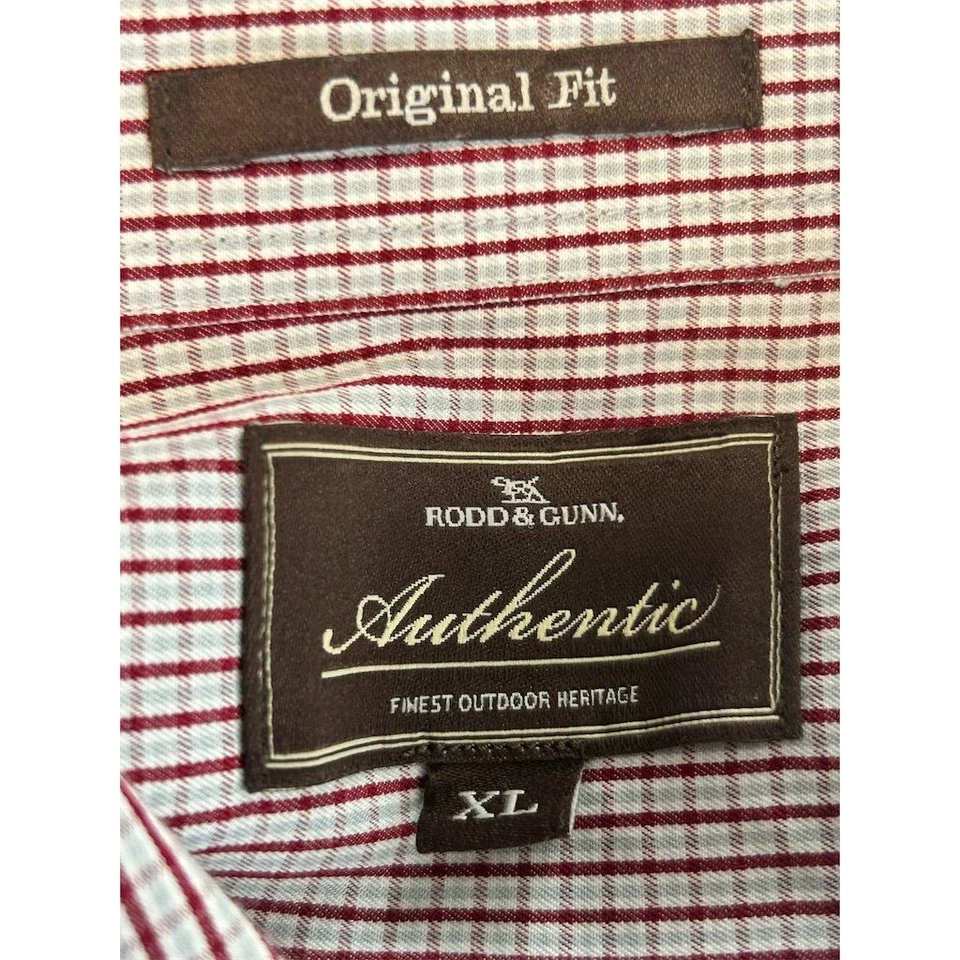 Original Fit
RODD & GUNN.
Authentic
FINEST OUTDOOR HERITAGE
XL